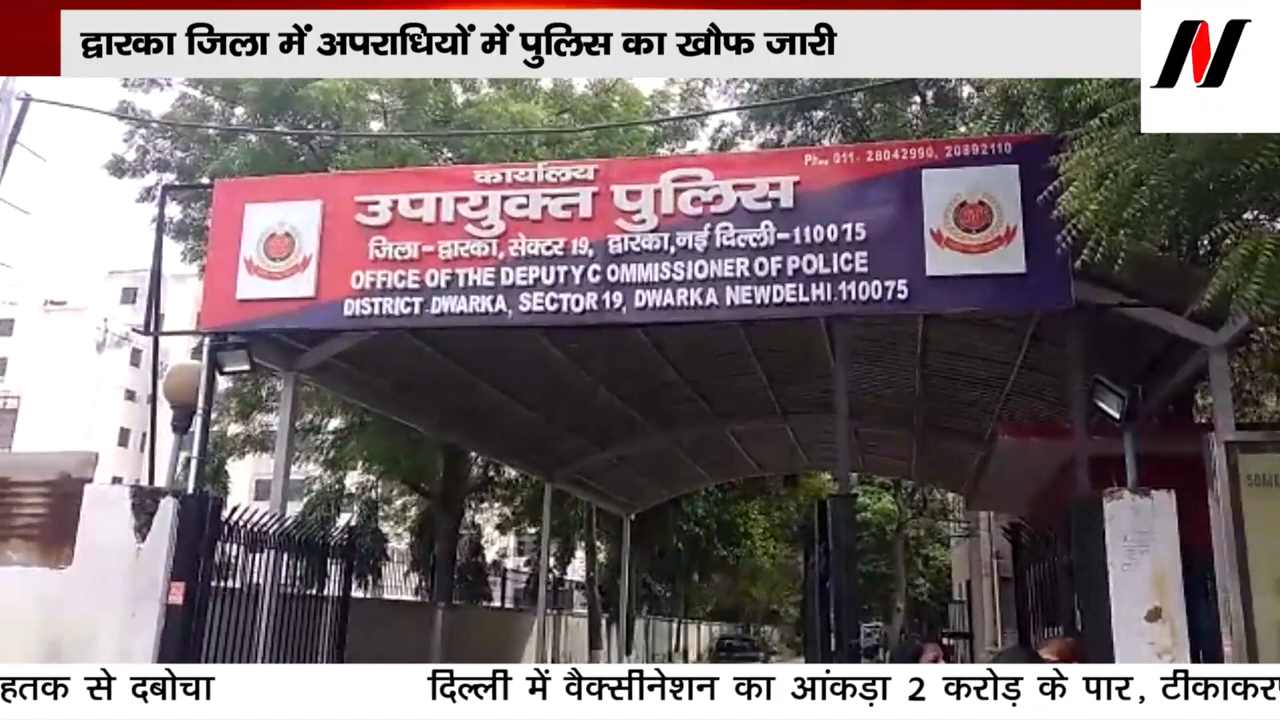 द्वारका जिला में अपराधियों में पुलिस का खौफ जारी
N
Ph.. 011- 28042990, 20892110
कार्यालय
उपायुक्त पुलिस
जिला-द्वारका, सेक्टर 19, द्वारका,नई दिल्ली-110075
OFFICE OF THE DEPUTY C OMMISSIONER OF POLICE
DISTRICT-DWARKA, SECTOR 19, DWARKA NEWDELHI-110075
हतक से दबोचा दिल्ली में वैक्सीनेशन का आंकड़ा 2 करोड़ के पार, टीकाकरण